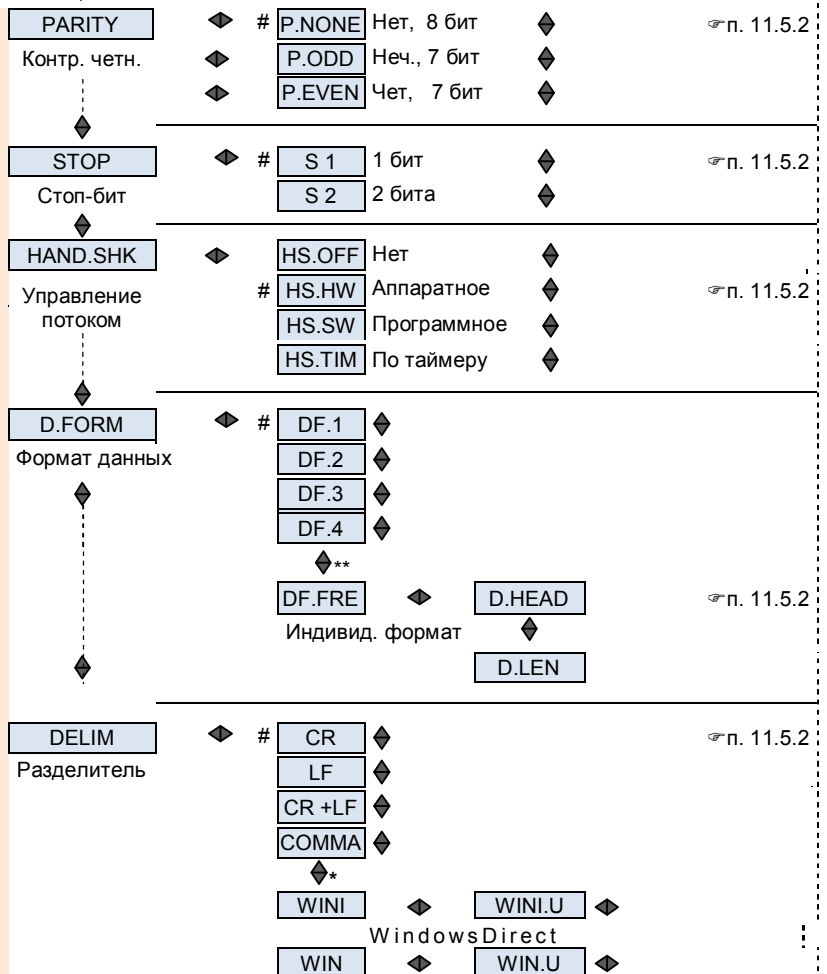 PARITY # P.NONE Нет, 8 бит ☞п. 11.5.2
Контр. четн. P.ODD Неч., 7 бит
P.EVEN Чет, 7 бит
STOP # S 1 1 бит ☞п. 11.5.2
Стоп-бит S 2 2 бита
HAND.SHK HS.OFF Нет
Управление # HS.HW Аппаратное ☞п. 11.5.2
потоком HS.SW Программное
HS.TIM По таймеру
D.FORM # DF.1
Формат данных DF.2
DF.3
DF.4
**
DF.FRE D.HEAD ☞п. 11.5.2
Индивид. формат
D.LEN
DELIM # CR ☞п. 11.5.2
Разделитель LF
CR +LF
COMMA
*
WINI WINI.U
WindowsDirect
WIN WIN.U